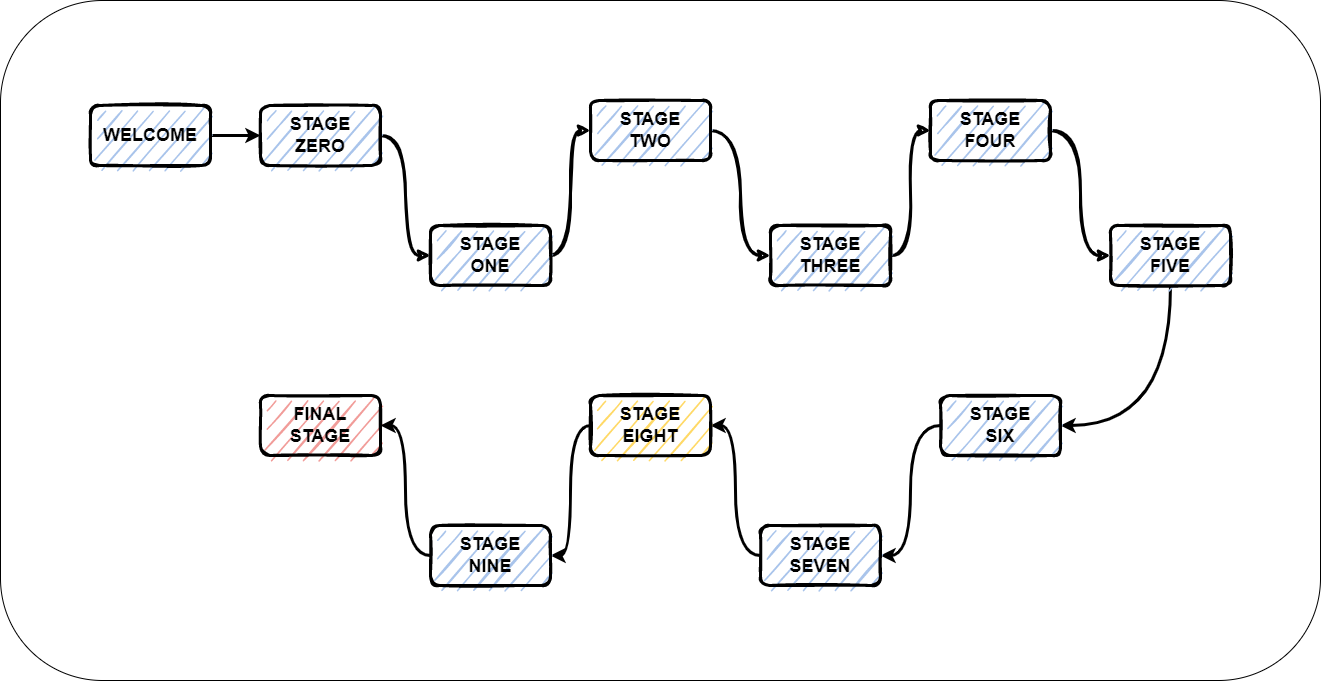 WELCOME
STAGE
ZERO
STAGE
ONE
STAGE
TWO
STAGE
THREE
STAGE
FOUR
STAGE
FIVE
STAGE
SIX
STAGE
SEVEN
STAGE
EIGHT
STAGE
NINE
FINAL
STAGE